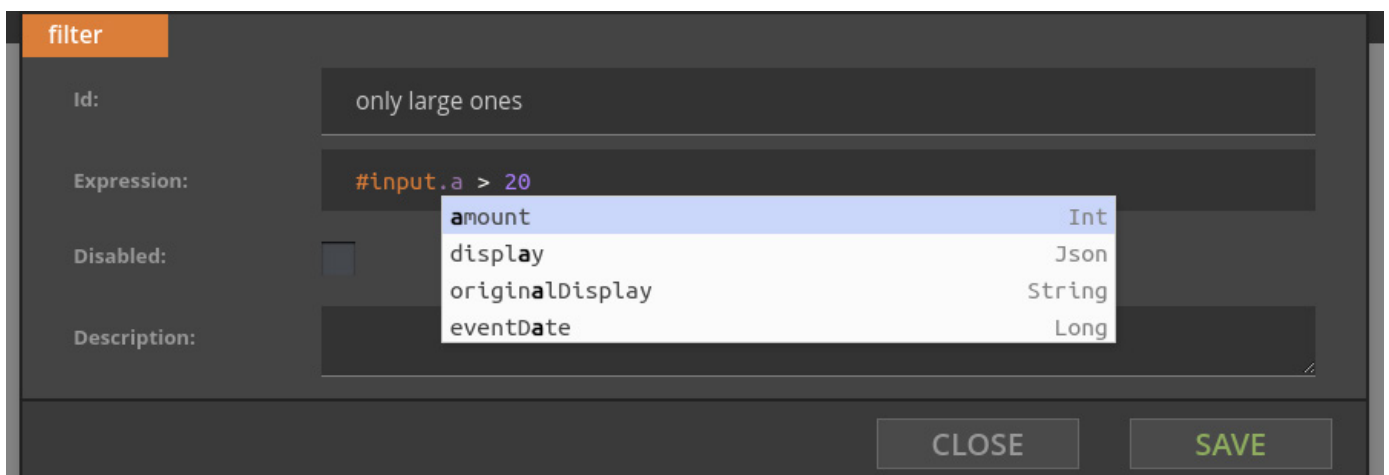 filter
Id: only large ones
Expression: #input.a > 20
amount Int
display Json
Disabled:
originalDisplay String
eventDate Long
Description:
CLOSE SAVE